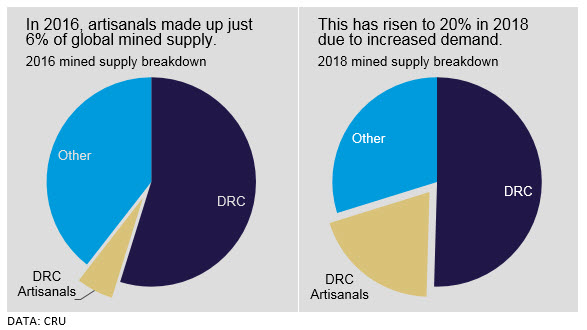 In 2016, artisanals made up just
6% of global mined supply.
2016 mined supply breakdown
Other
DRC
DRC
Artisanals
This has risen to 20% in 2018
due to increased demand.
2018 mined supply breakdown
Other
DRC
DRC
Artisanals
DATA: CRU